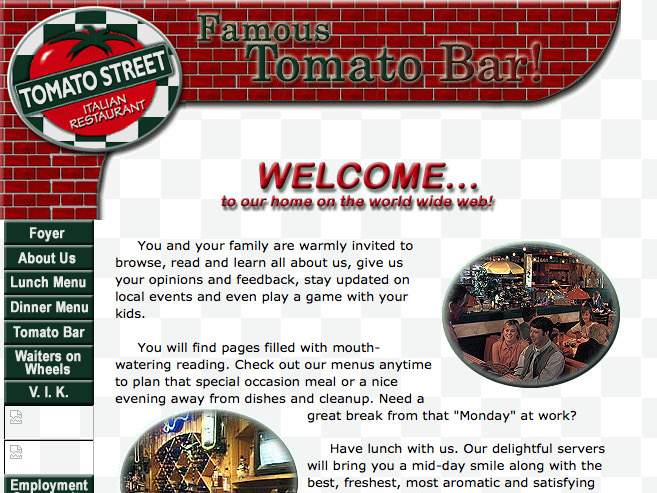 TOMATO STREET
ITALIAN
RESTAURANT
Famous
Tomato Bar!
WELCOME...
to our home on the world wide web!
Foyer
About Us
Lunch Menu
Dinner Menu
Tomato Bar
Waiters on
Wheels
V. I. K.
Employment
You and your family are warmly invited to
browse, read and learn all about us, give us
your opinions and feedback, stay updated on
local events and even play a game with your
kids.
You will find pages filled with mouth-
watering reading. Check out our menus anytime
to plan that special occasion meal or a nice
evening away from dishes and cleanup. Need a
great break from that "Monday" at work?
Have lunch with us. Our delightful servers
will bring you a mid-day smile along with the
best, freshest, most aromatic and satisfying